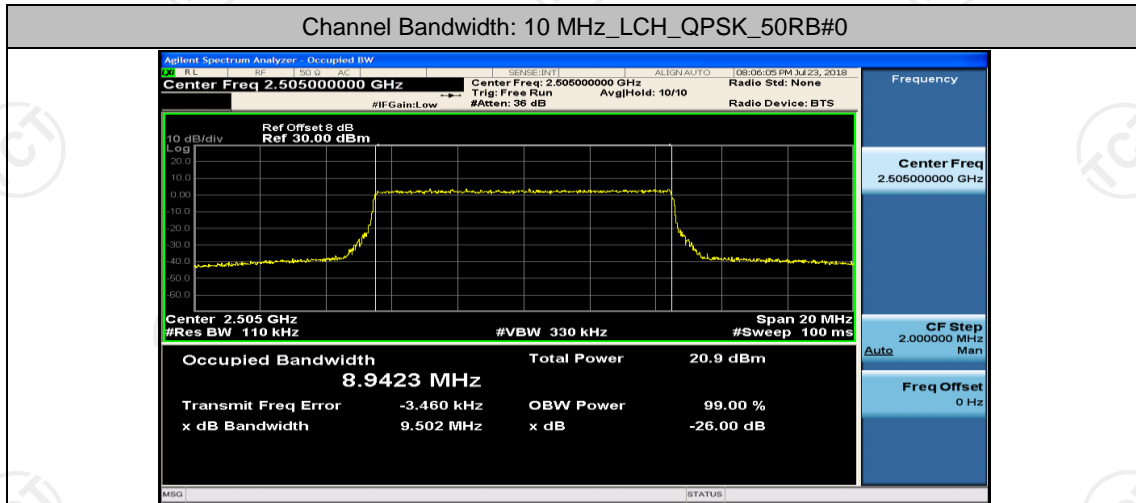 Channel Bandwidth: 10 MHz_LCH_QPSK_50RB#0
Agilent Spectrum Analyzer - Occupied BW
LXI RL RF 50 Ω AC SENSE:INT ALIGN AUTO 08:06:05 PM Jul 23, 2018
Center Freq 2.505000000 GHz
Center Freq: 2.505000000 GHz
Radio Std: None
Trig: Free Run Avg|Hold: 10/10
#IFGain:Low
#Atten: 36 dB
Radio Device: BTS
Ref Offset 8 dB
10 dB/div Ref 30.00 dBm
Log
20.0
10.0
0.00
-10.0
-20.0
-30.0
-40.0
-50.0
-60.0
Center 2.505 GHz Span 20 MHz
#Res BW 110 kHz #VBW 330 kHz #Sweep 100 ms
Occupied Bandwidth Total Power 20.9 dBm
8.9423 MHz
Transmit Freq Error -3.460 kHz OBW Power 99.00 %
x dB Bandwidth 9.502 MHz x dB -26.00 dB
MSG STATUS
Frequency
Center Freq
2.505000000 GHz
CF Step
2.000000 MHz
Auto Man
Freq Offset
0 Hz
TCT
TCT